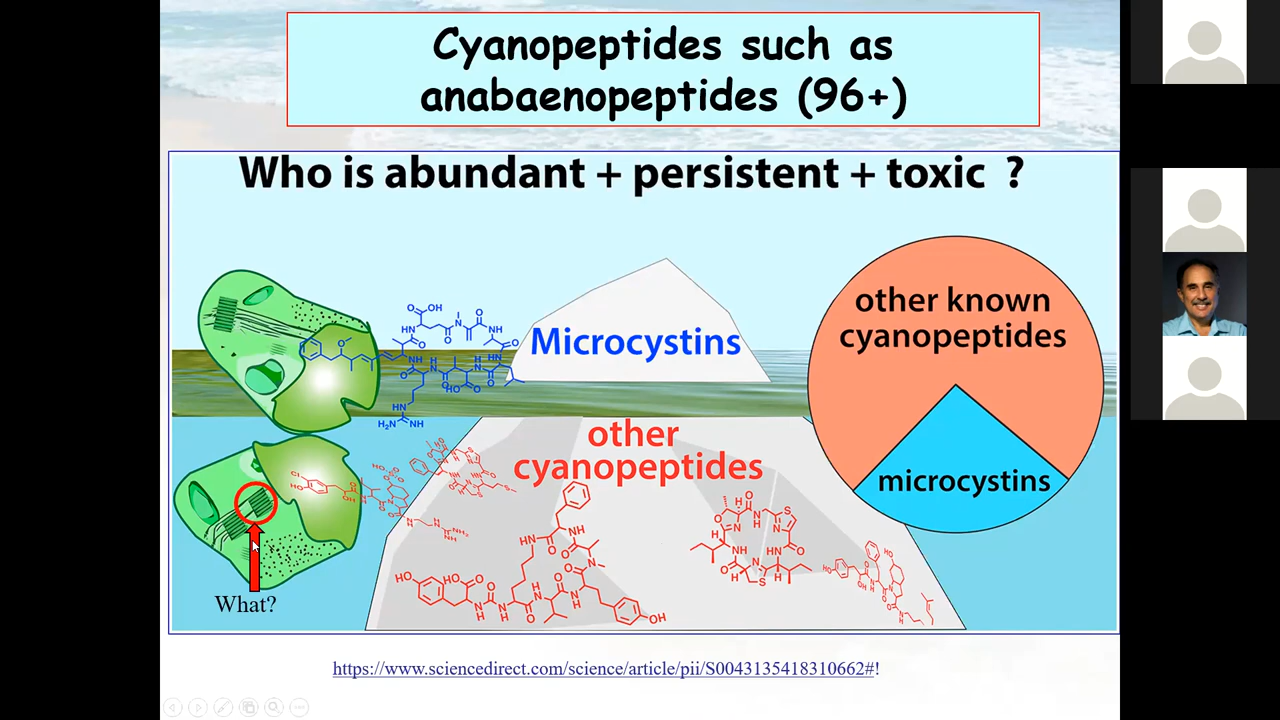 Cyanopeptides such as
anabaenopeptides (96+)
Who is abundant + persistent + toxic ?
other known
cyanopeptides
Microcystins
microcystins
other
cyanopeptides
What?
https://www.sciencedirect.com/science/article/pii/S0043135418310662#!